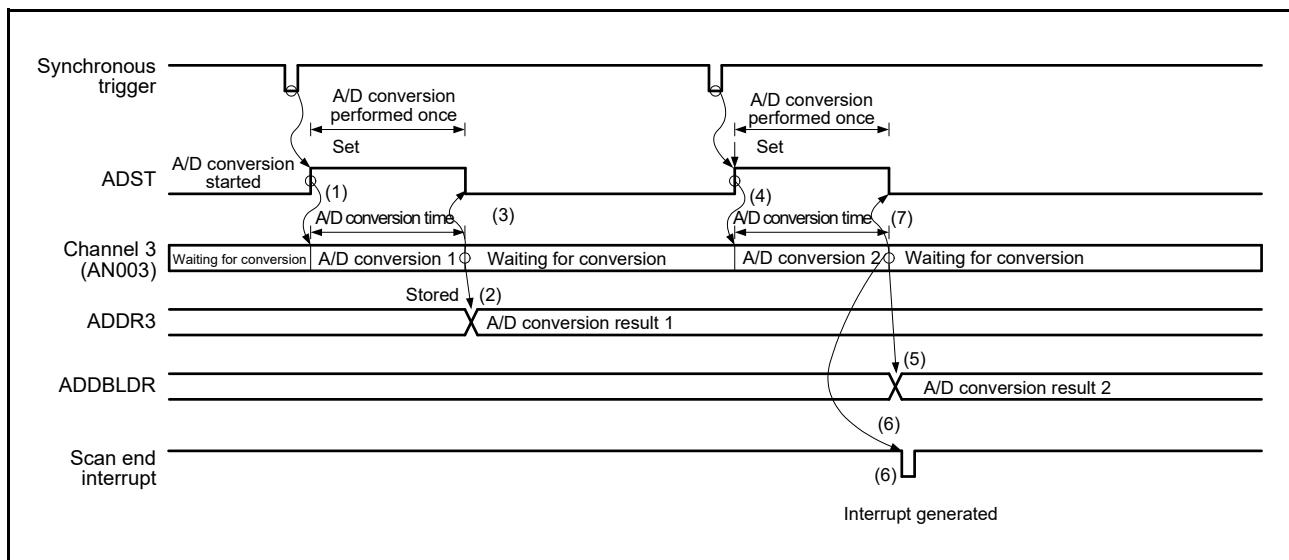 Synchronous
trigger
A/D conversion
performed once
A/D conversion
performed once
Set
Set
A/D conversion
started
ADST
(1)
(3)
(4)
(7)
A/D conversion time
A/D conversion time
Channel 3
(AN003)
Waiting for conversion
A/D conversion 1
Waiting for conversion
A/D conversion 2
Waiting for conversion
Stored
(2)
ADDR3
A/D conversion result 1
(5)
ADDBLDR
A/D conversion result 2
(6)
Scan end
interrupt
(6)
Interrupt generated